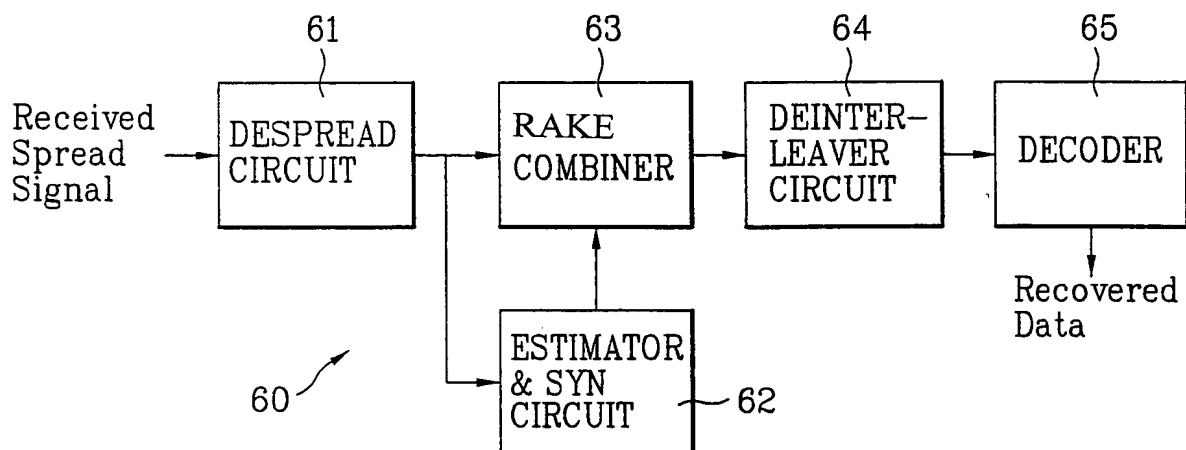 61
63
64
65
Received
Spread
Signal
DESPREAD
CIRCUIT
RAKE
COMBINER
DEINTER-
LEAVER
CIRCUIT
DECODER
Recovered
Data
ESTIMATOR
& SYN
CIRCUIT
60
62